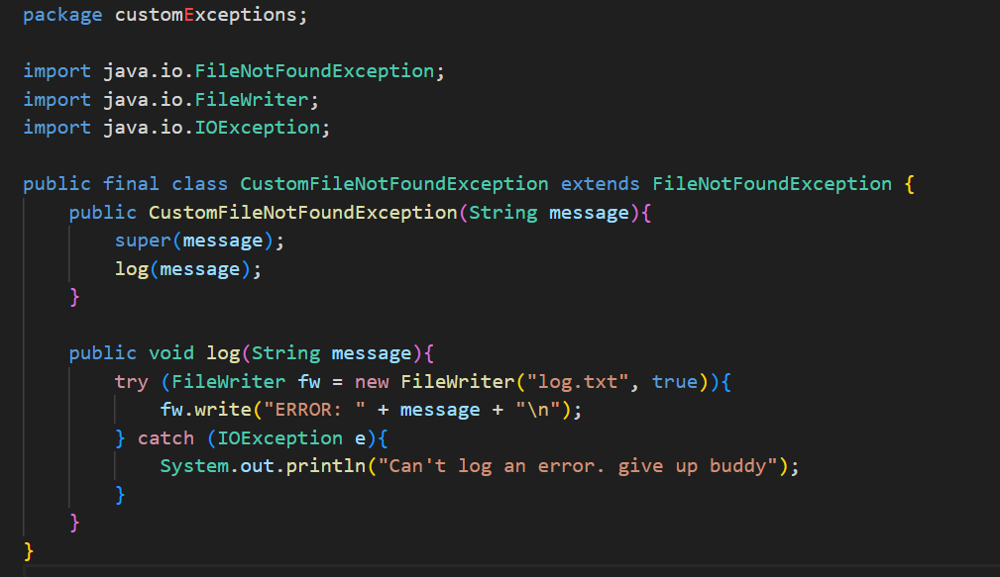 package customExceptions;
import java.io.FileNotFoundException;
import java.io.FileWriter;
import java.io.IOException;
public final class CustomFileNotFoundException extends FileNotFoundException {
public CustomFileNotFoundException(String message){
super(message);
log(message);
}
public void log(String message){
try (FileWriter fw = new FileWriter("log.txt", true)){
fw.write("ERROR: " + message + "\n");
} catch (IOException e){
System.out.println("Can't log an error. give up buddy");
}
}
}